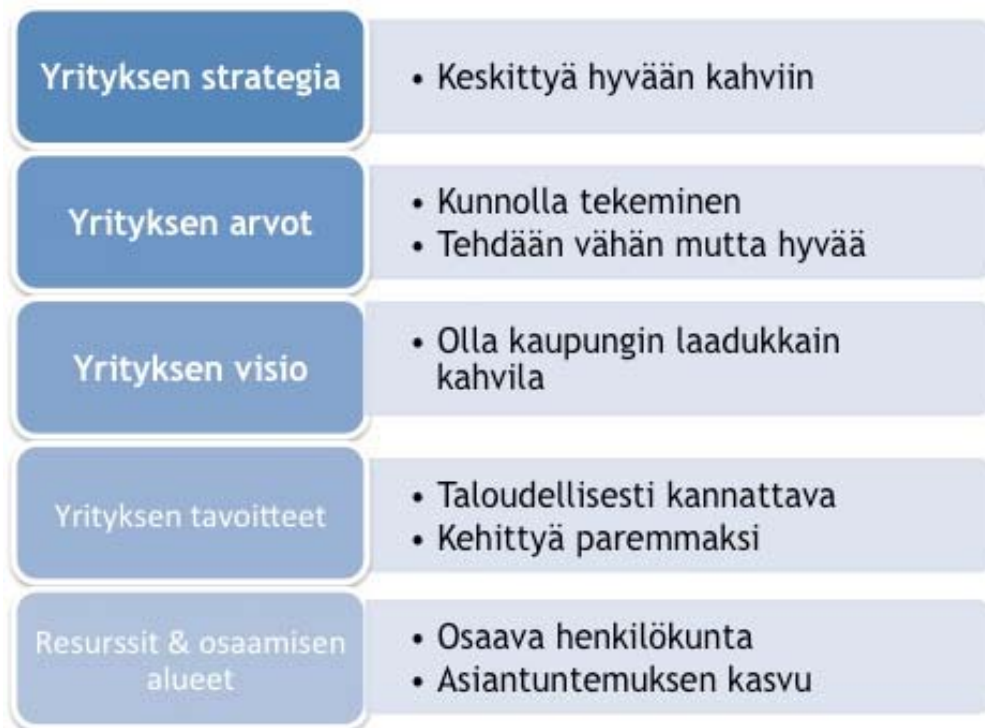 Yrityksen strategia
• Keskittyä hyvään kahviin
Yrityksen arvot
• Kunnolla tekeminen
• Tehdään vähän mutta hyvää
Yrityksen visio
• Olla kaupungin laadukkain
kahvila
Yrityksen tavoitteet
• Taloudellisesti kannattava
• Kehittyä paremmaksi
Resurssit & osaamisen
alueet
• Osaava henkilökunta
• Asiantuntemuksen kasvu